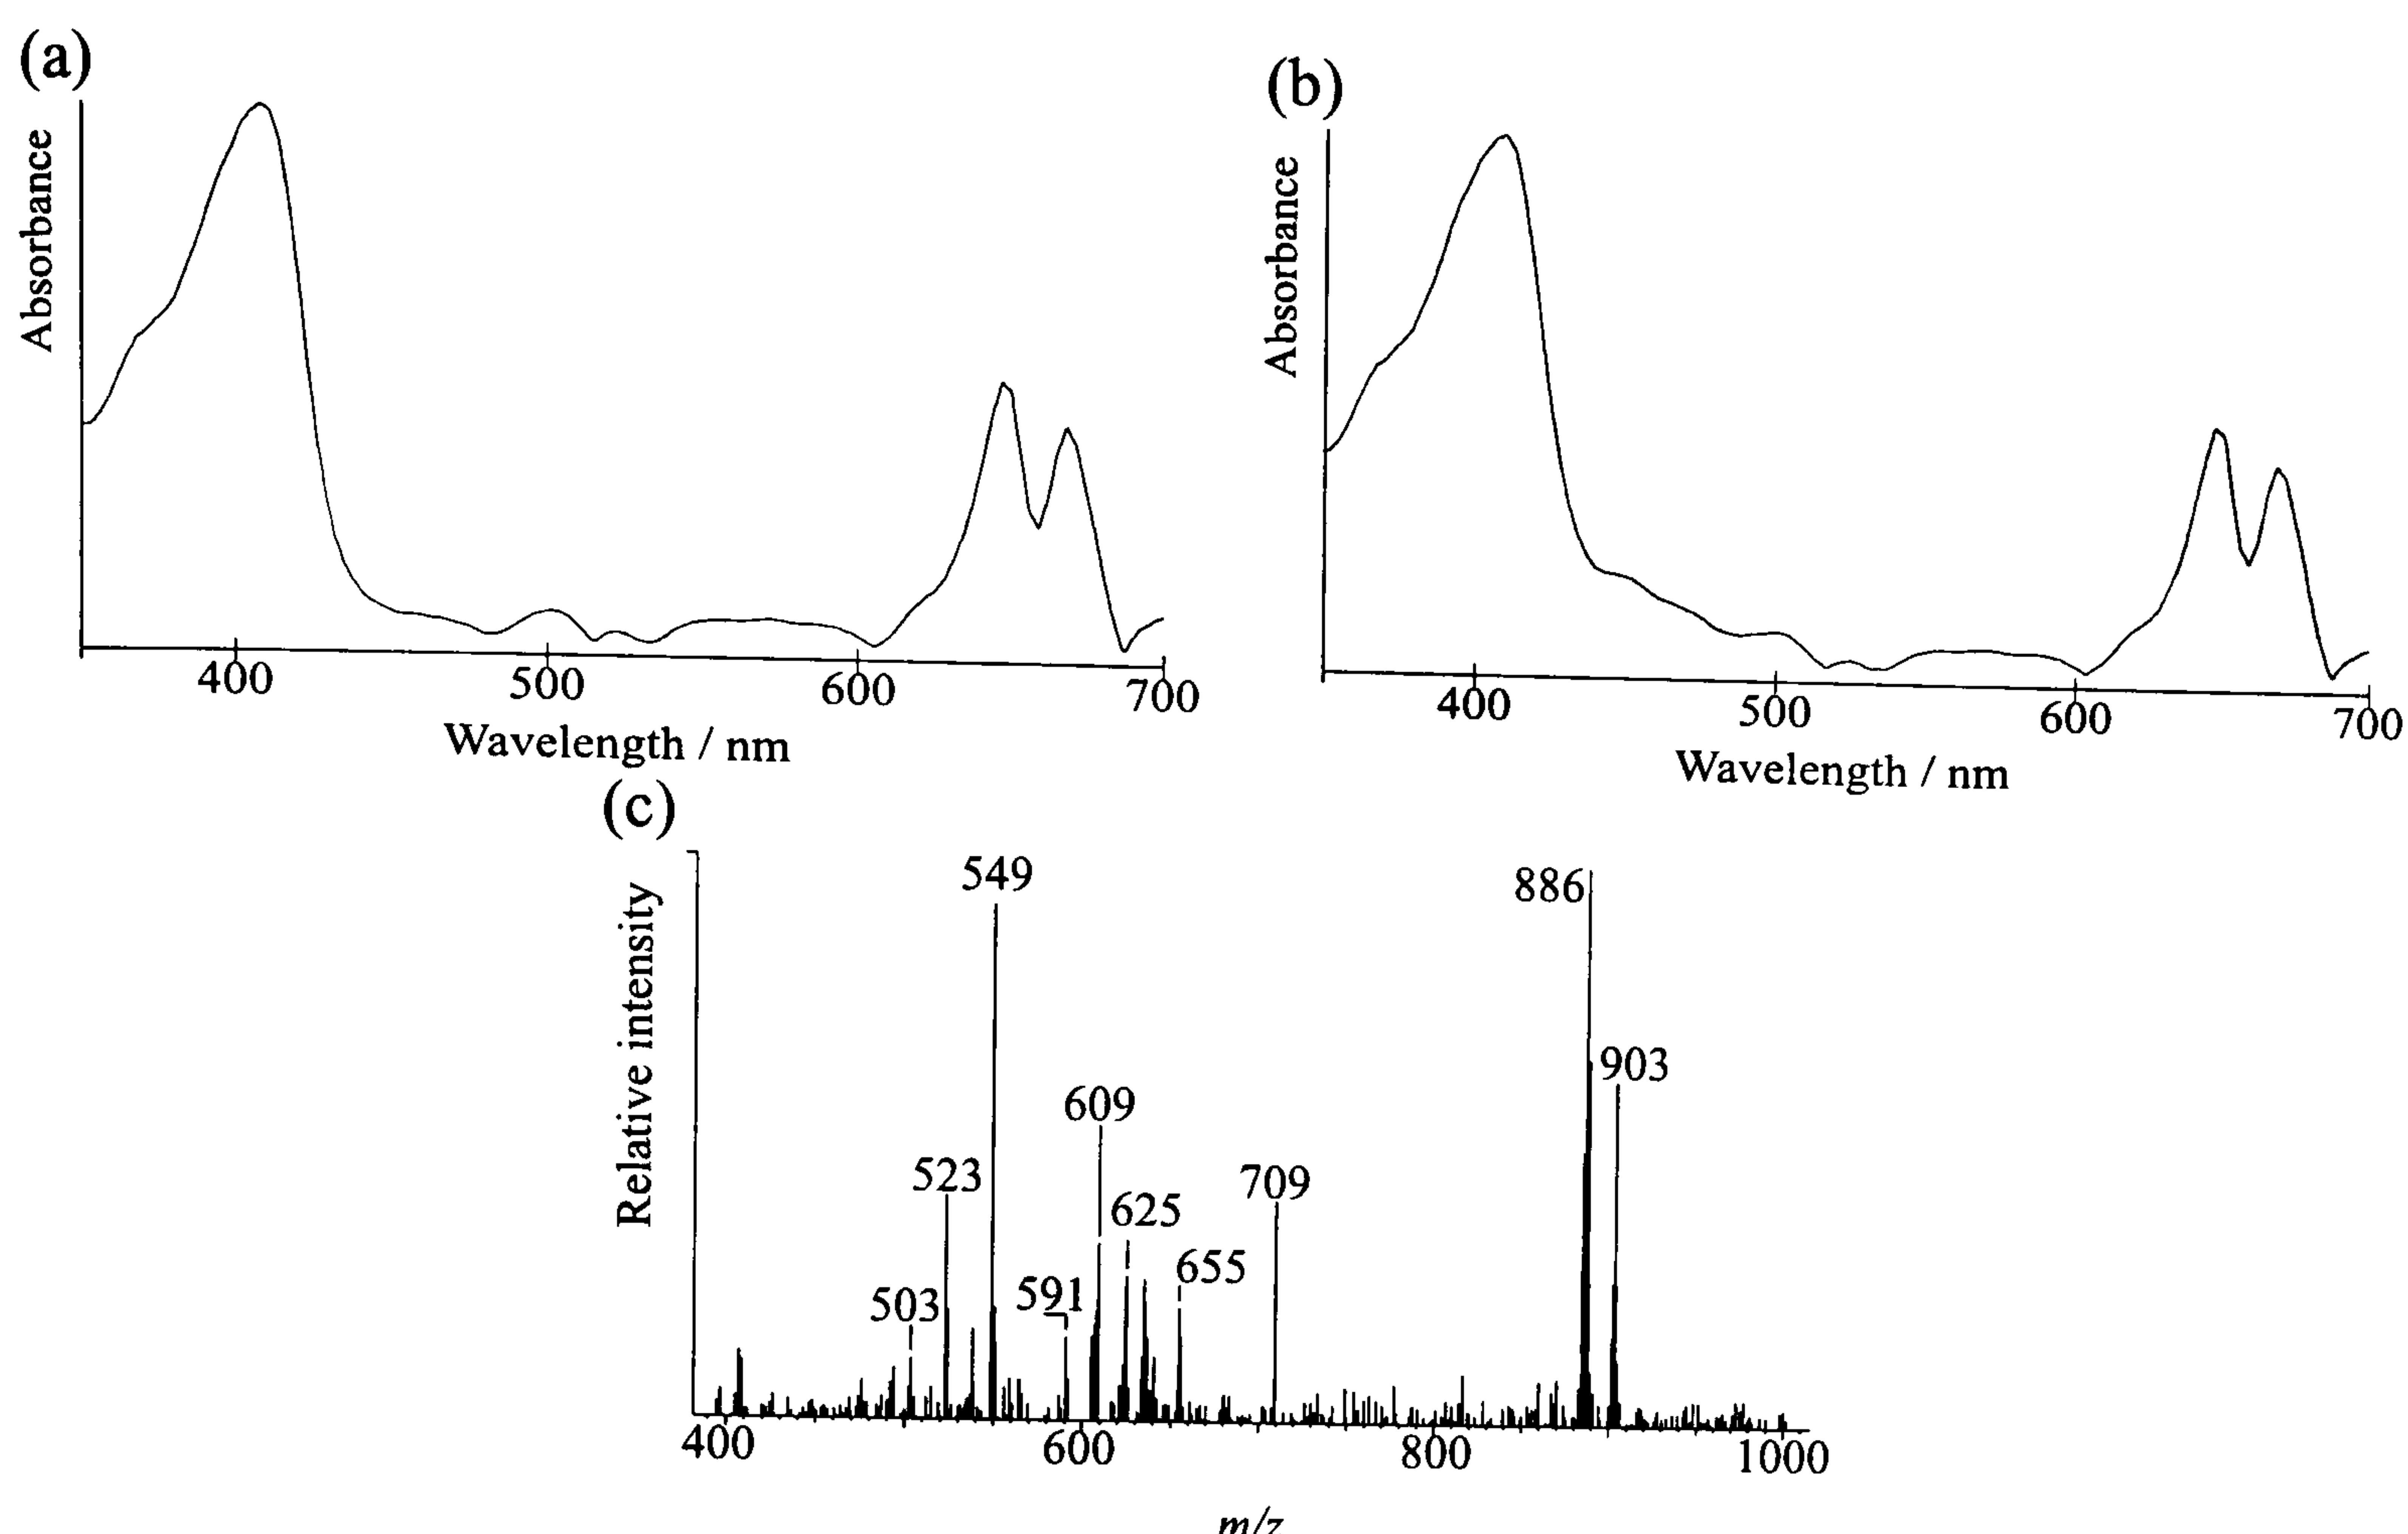 (a)
Absorbance
400 500 600 700
Wavelength / nm
(b)
Absorbance
400 500 600 700
Wavelength / nm
(c)
Relative intensity
549
886
903
609
523
709
625
655
591
503
400 600 800 1000
m/z